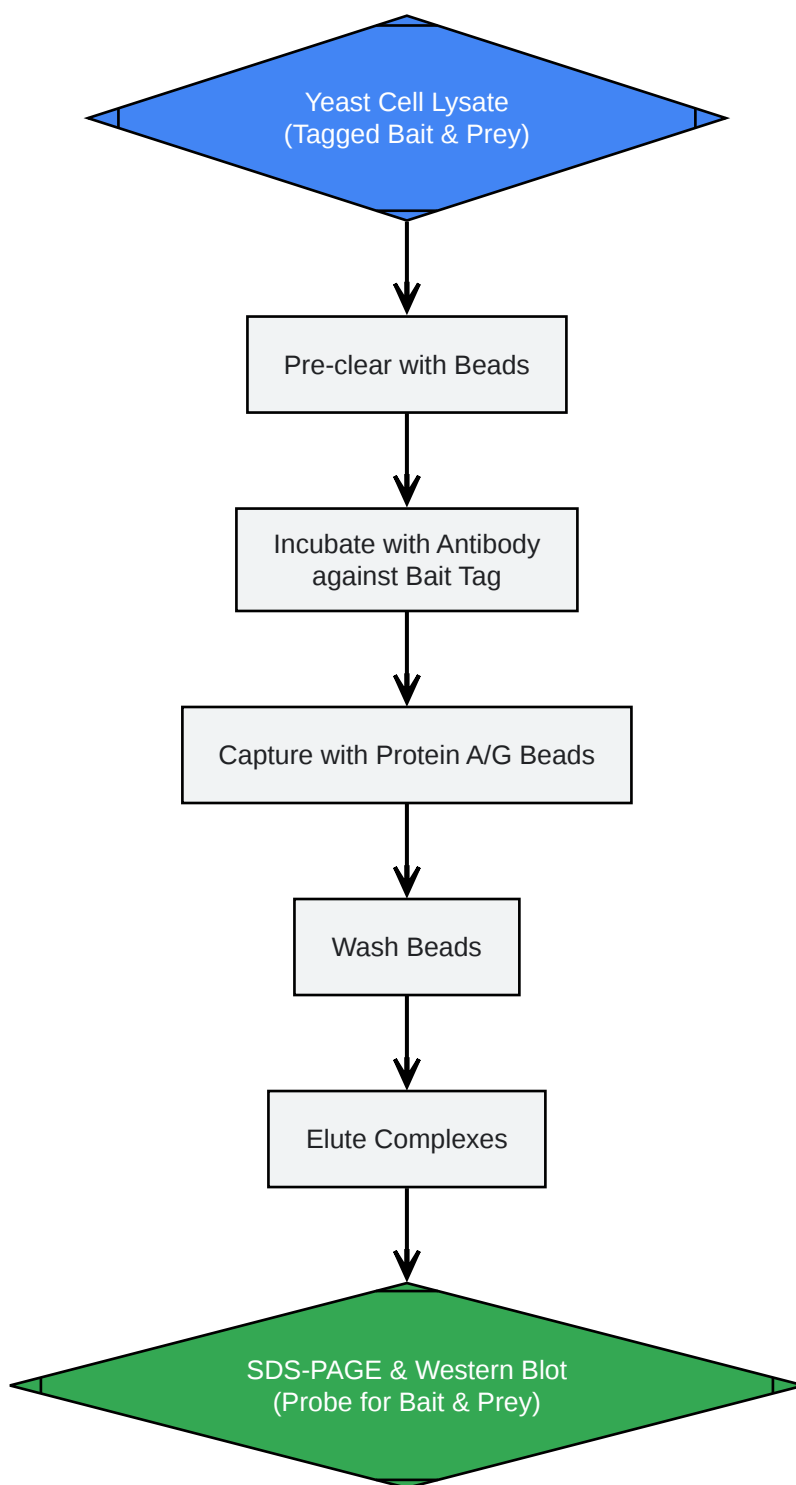 Yeast Cell Lysate
(Tagged Bait & Prey)
Pre-clear with Beads
Incubate with Antibody
against Bait Tag
Capture with Protein A/G Beads
Wash Beads
Elute Complexes
SDS-PAGE & Western Blot
(Probe for Bait & Prey)